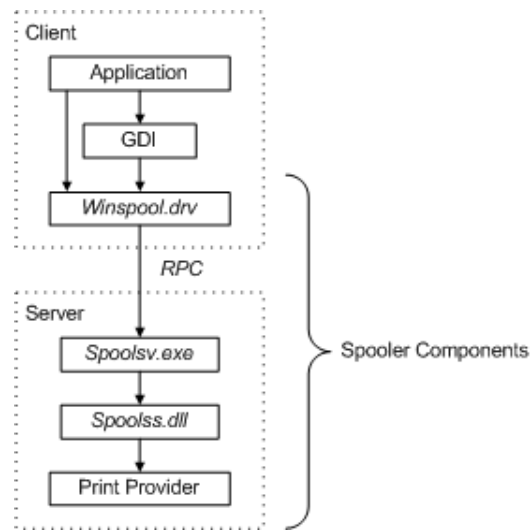 Client
Application
GDI
Winspool.drv
RPC
Server
Spoolsv.exe
Spooler Components
Spoolss.dll
Print Provider